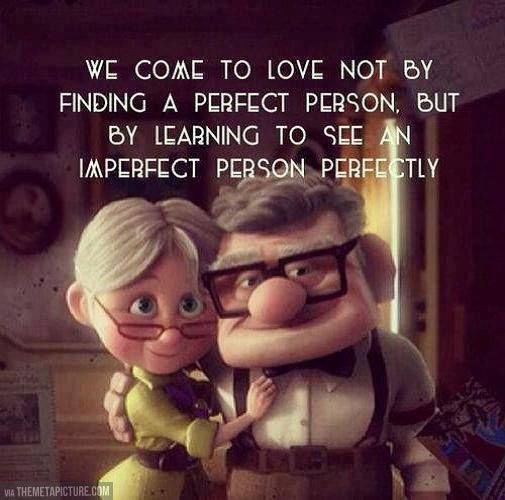 WE COME TO LOVE NOT BY
FINDING A PERFECT PERSON, BUT
BY LEARNING TO SEE AN
IMPERFECT PERSON PERFECTLY
VIA THEMETAPICTURE.COM